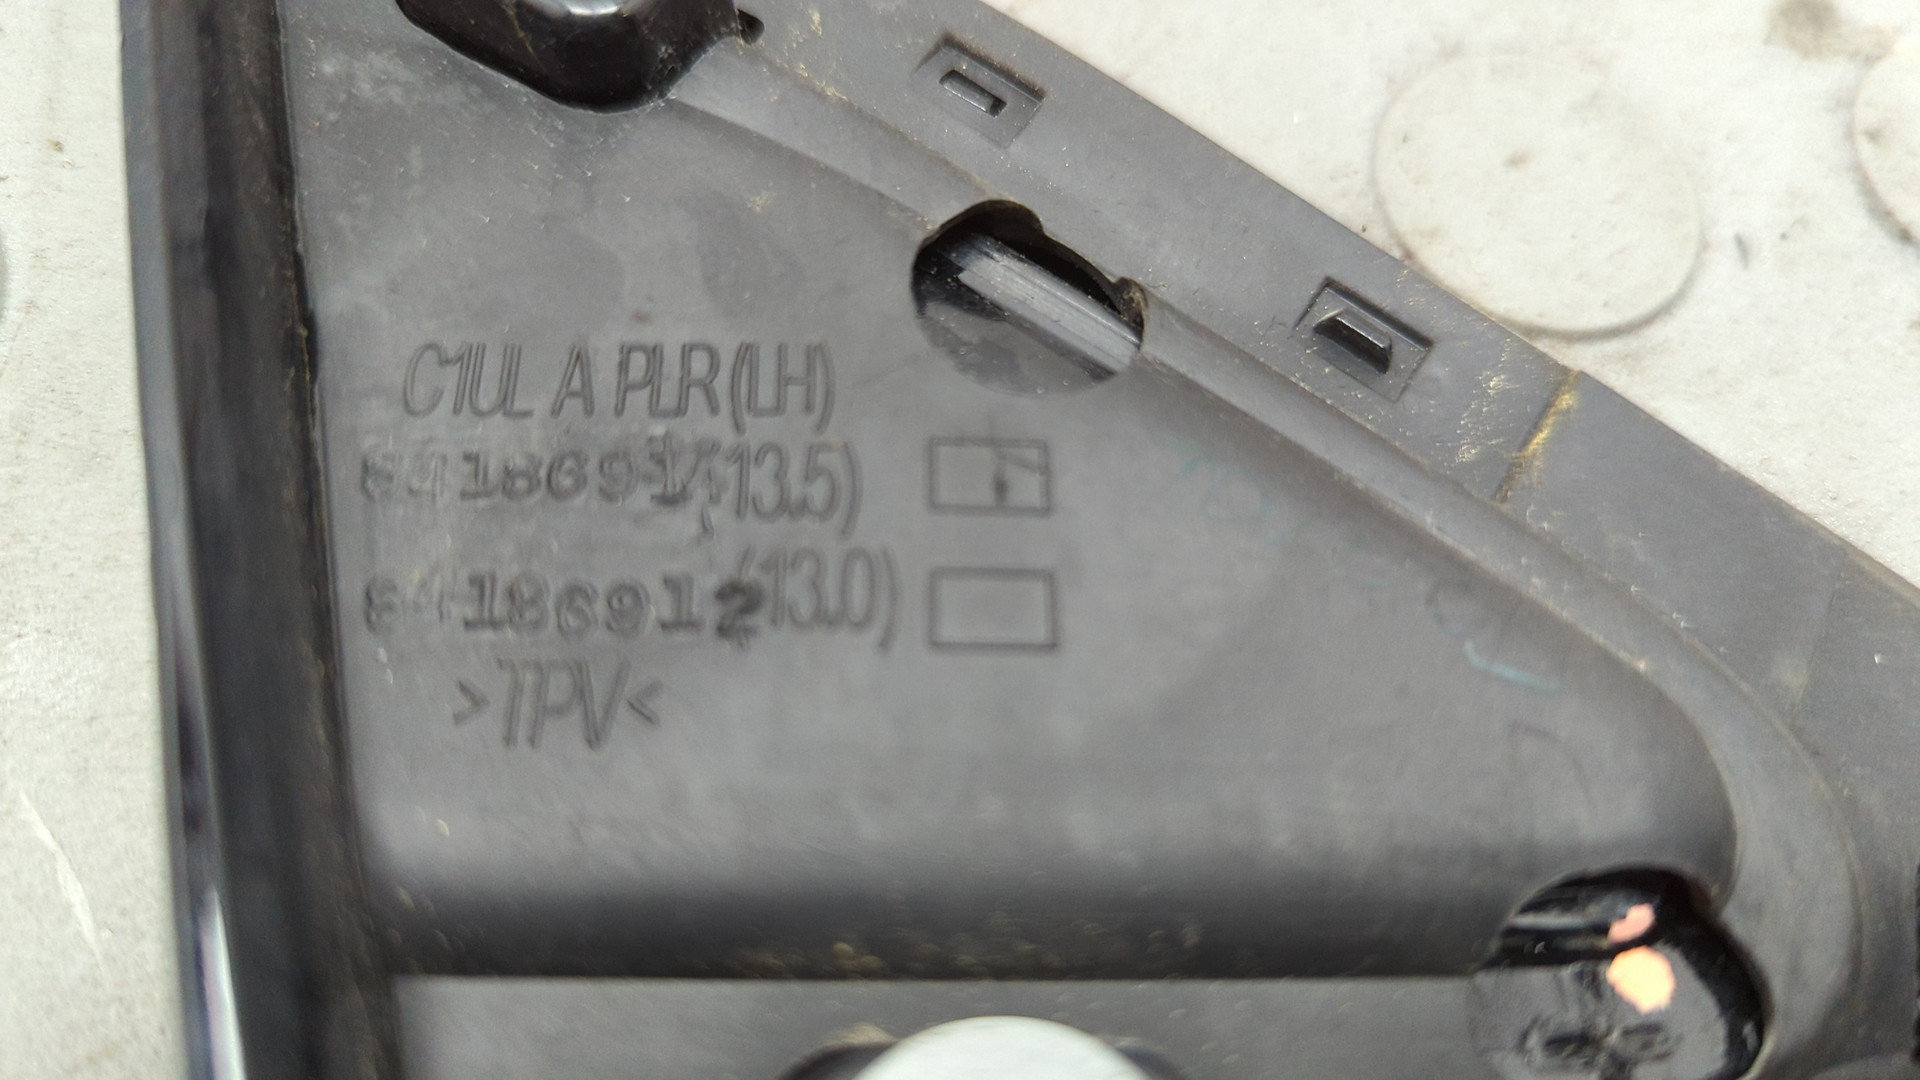 C1UL A PLR (LH)
84186911 (13.5)
84186912 (13.0)
>TPV<